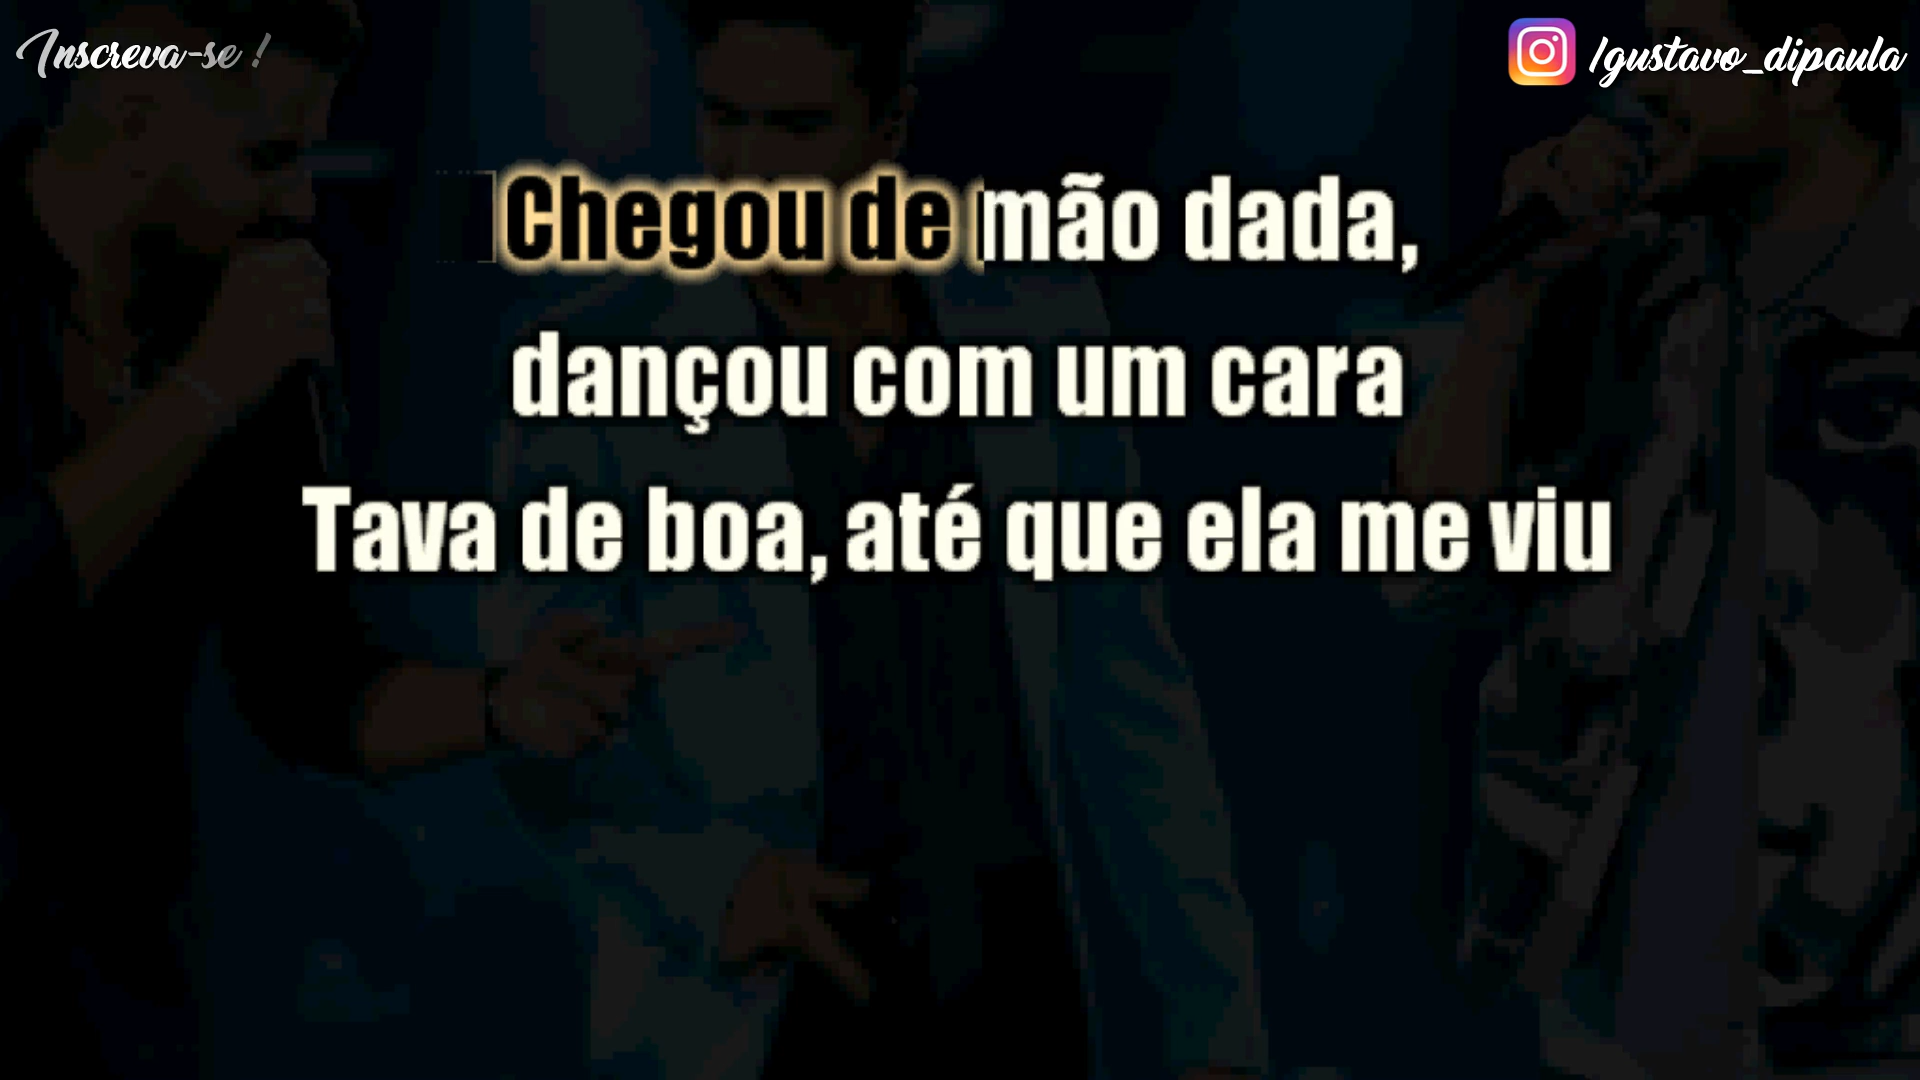 Inscreva-se !
/gustavo_dipaula
Chegou de mão dada,
dançou com um cara
Tava de boa, até que ela me viu